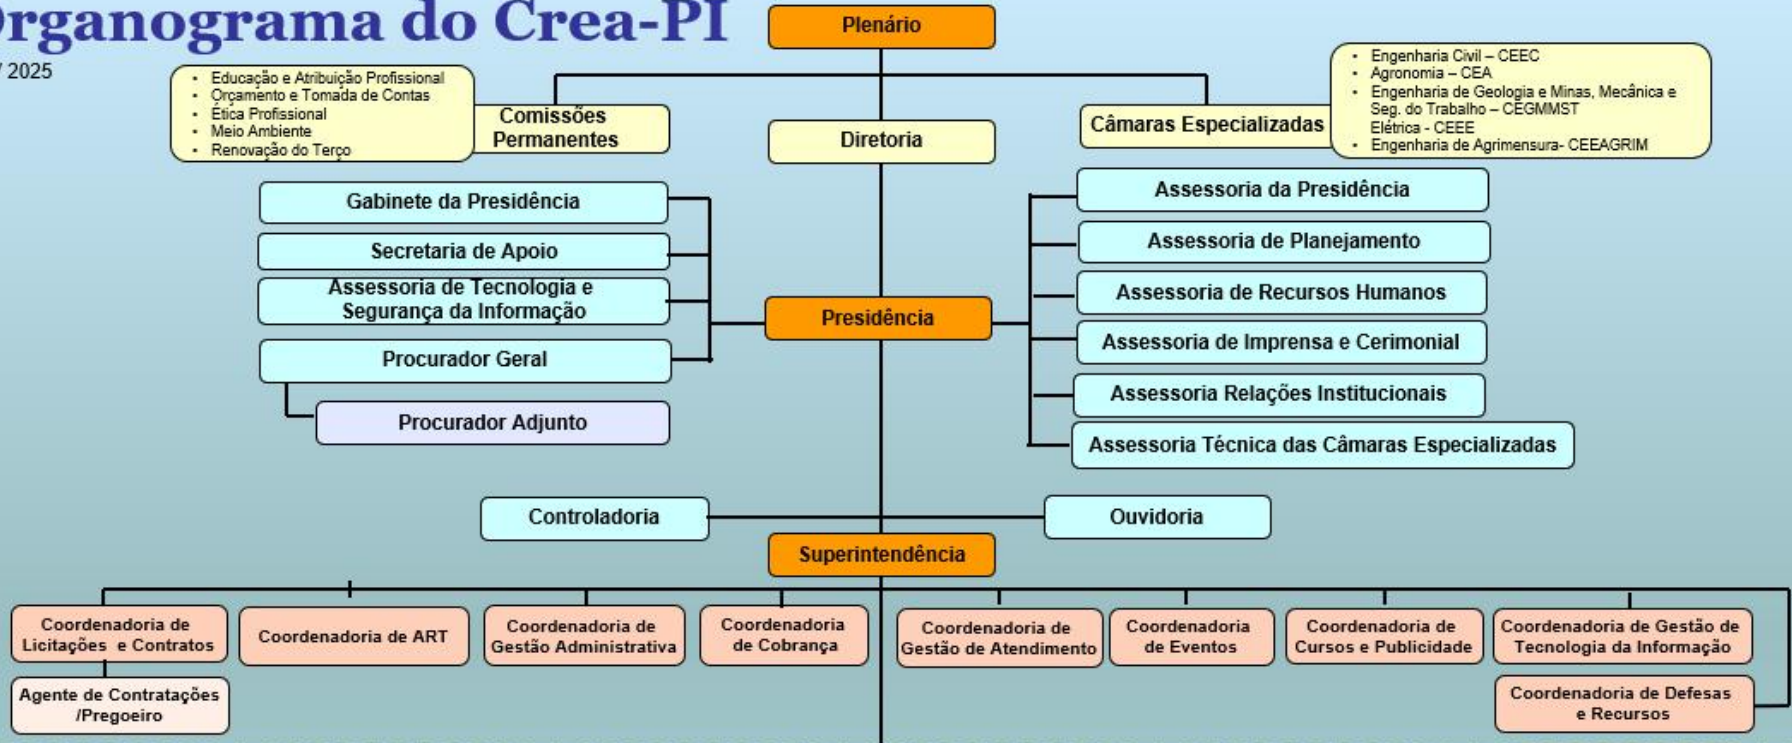 rganograma do Crea-PI
/ 2025
Plenário
• Educação e Atribuição Profissional
• Orçamento e Tomada de Contas
• Ética Profissional
• Meio Ambiente
• Renovação do Terço
Comissões
Permanentes
Diretoria
Câmaras Especializadas
• Engenharia Civil – CEEC
• Agronomia – CEA
• Engenharia de Geologia e Minas, Mecânica e
Seg. do Trabalho – CEGMMST
Elétrica - CEEE
• Engenharia de Agrimensura- CEEAGRIM
Gabinete da Presidência
Secretaria de Apoio
Assessoria de Tecnologia e
Segurança da Informação
Procurador Geral
Procurador Adjunto
Presidência
Assessoria da Presidência
Assessoria de Planejamento
Assessoria de Recursos Humanos
Assessoria de Imprensa e Cerimonial
Assessoria Relações Institucionais
Assessoria Técnica das Câmaras Especializadas
Controladoria
Ouvidoria
Superintendência
Coordenadoria de
Licitações e Contratos
Coordenadoria de ART
Coordenadoria de
Gestão Administrativa
Coordenadoria
de Cobrança
Coordenadoria de
Gestão de Atendimento
Coordenadoria
de Eventos
Coordenadoria de
Cursos e Publicidade
Coordenadoria de Gestão de
Tecnologia da Informação
Agente de Contratações
/Pregoeiro
Coordenadoria de Defesas
e Recursos